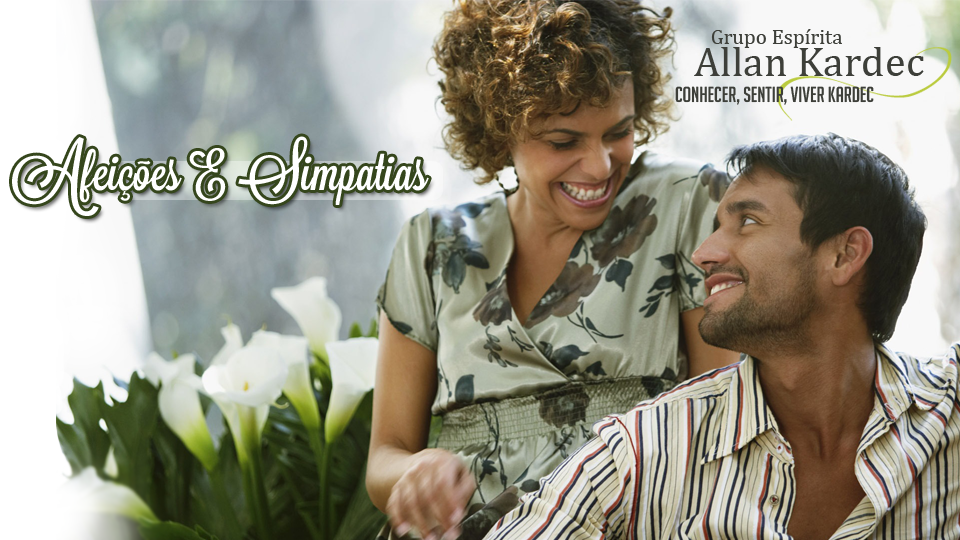 Grupo Espírita
Allan Kardec
CONHECER, SENTIR, VIVER KARDEC
Afeições E Simpatias